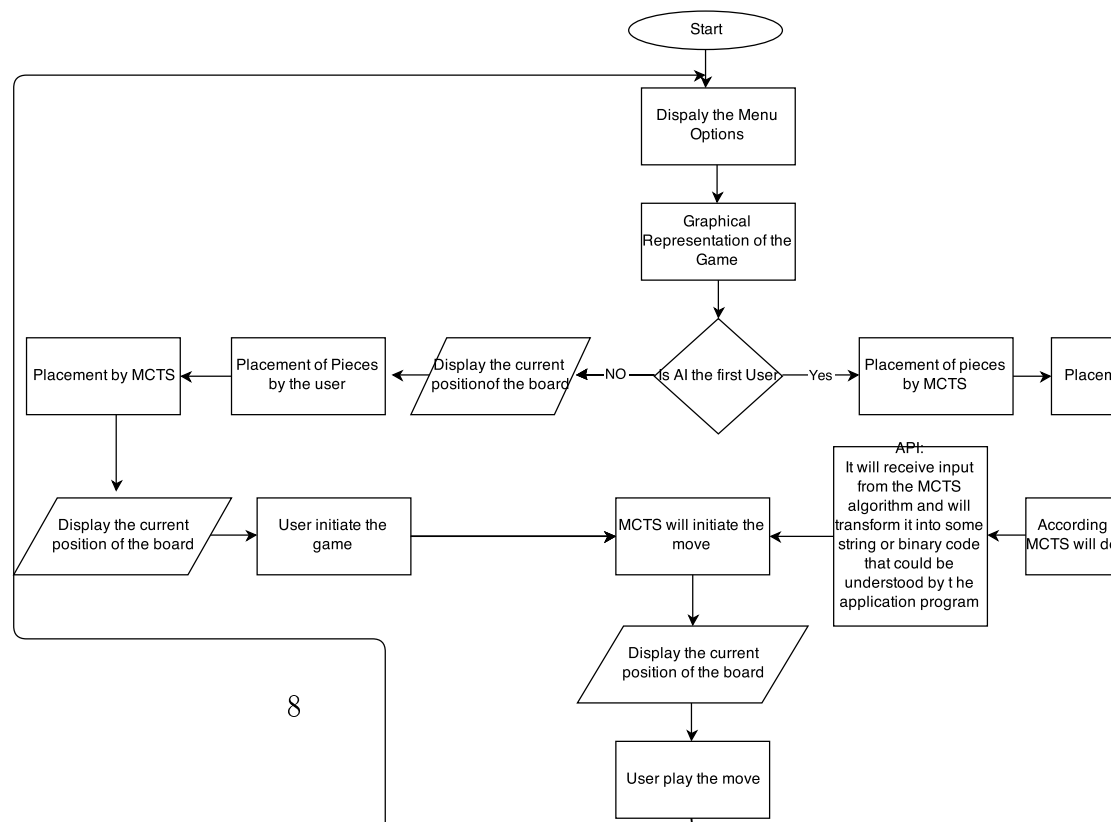 Start
Dispaly the Menu
Options
Graphical
Representation of the
Game
Is AI the first User
NO
Yes
Display the current
positionof the board
Placement of Pieces
by the user
Placement by MCTS
Placement of pieces
by MCTS
Display the current
position of the board
User initiate the
game
MCTS will initiate the
move
API:
It will receive input
from the MCTS
algorithm and will
transform it into some
string or binary code
that could be
understood by t he
application program
According
MCTS will
Display the current
position of the board
User play the move
8